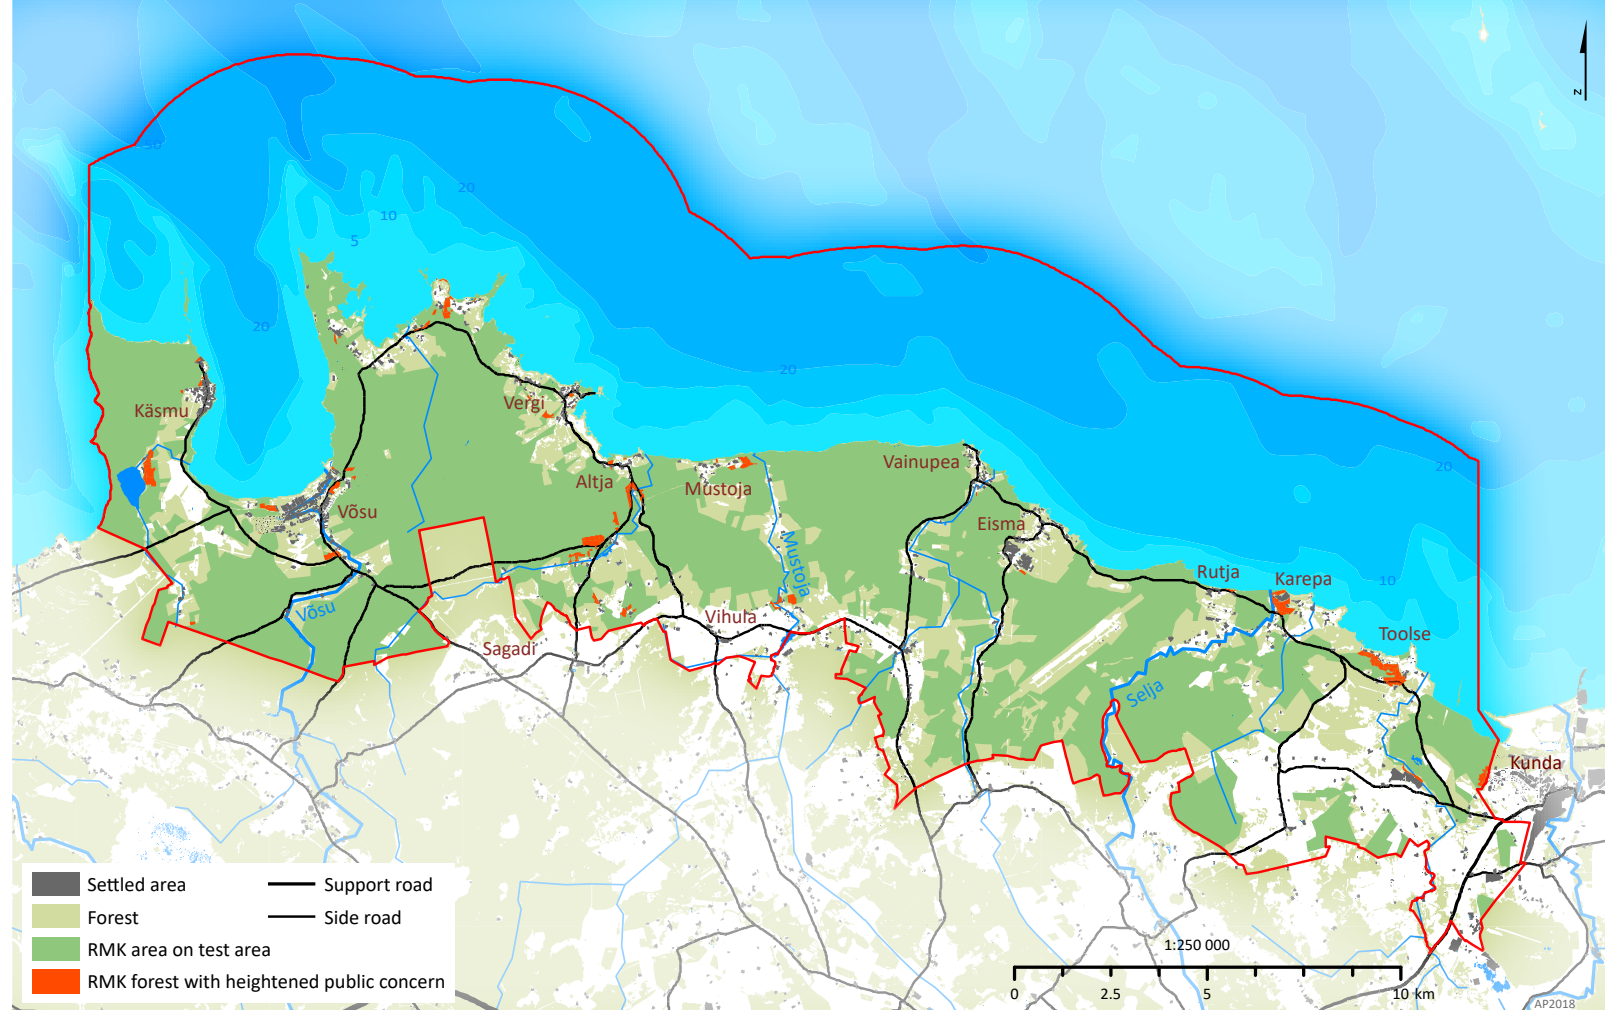 N
50
20
10
5
20
Käsmu
Vergi
20
Võsu
Altja
Mustoja
Vainupea
20
Eisma
Mustoja
Rutja
Karepa
10
Võsu
Vihula
Sagadi
Toolse
Selja
Kunda
Settled area
Support road
Forest
Side road
RMK area on test area
RMK forest with heightened public concern
1:250 000
0 2.5 5 10 km
AP2018